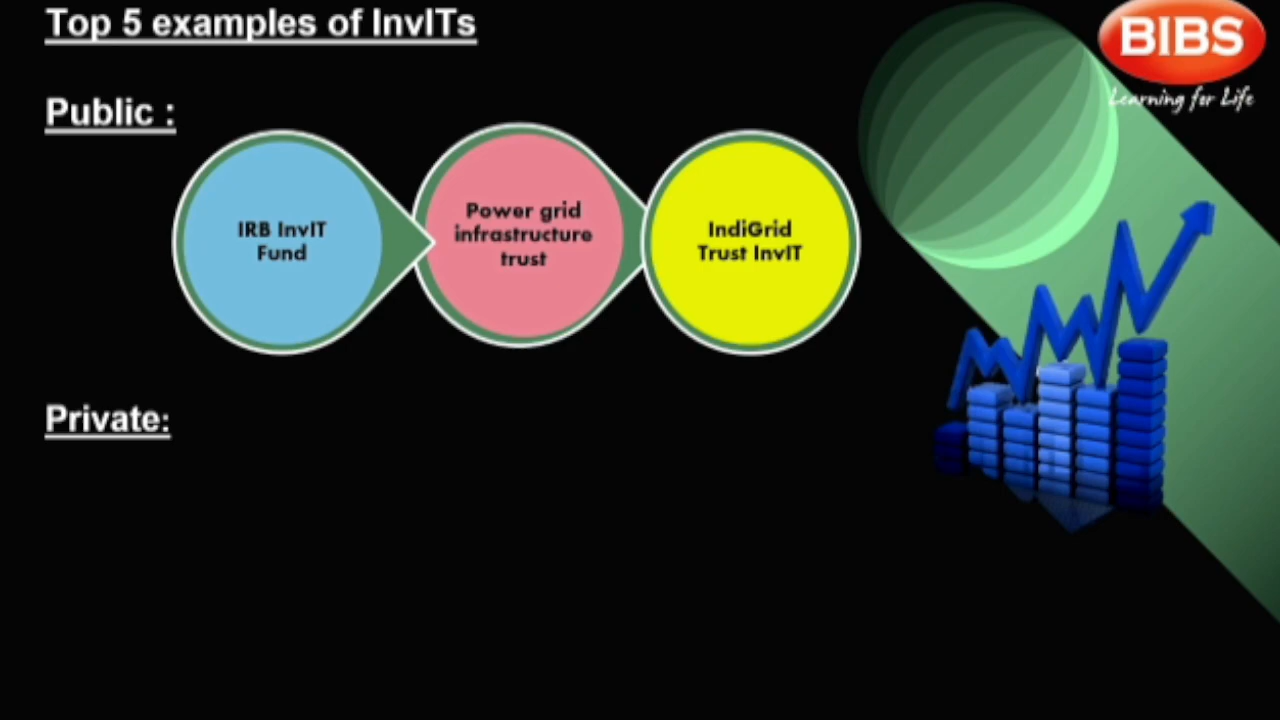 Top 5 examples of InvITs
BIBS
Learning for Life
Public :
IRB InvIT
Fund
Power grid
infrastructure
trust
IndiGrid
Trust InvIT
Private: